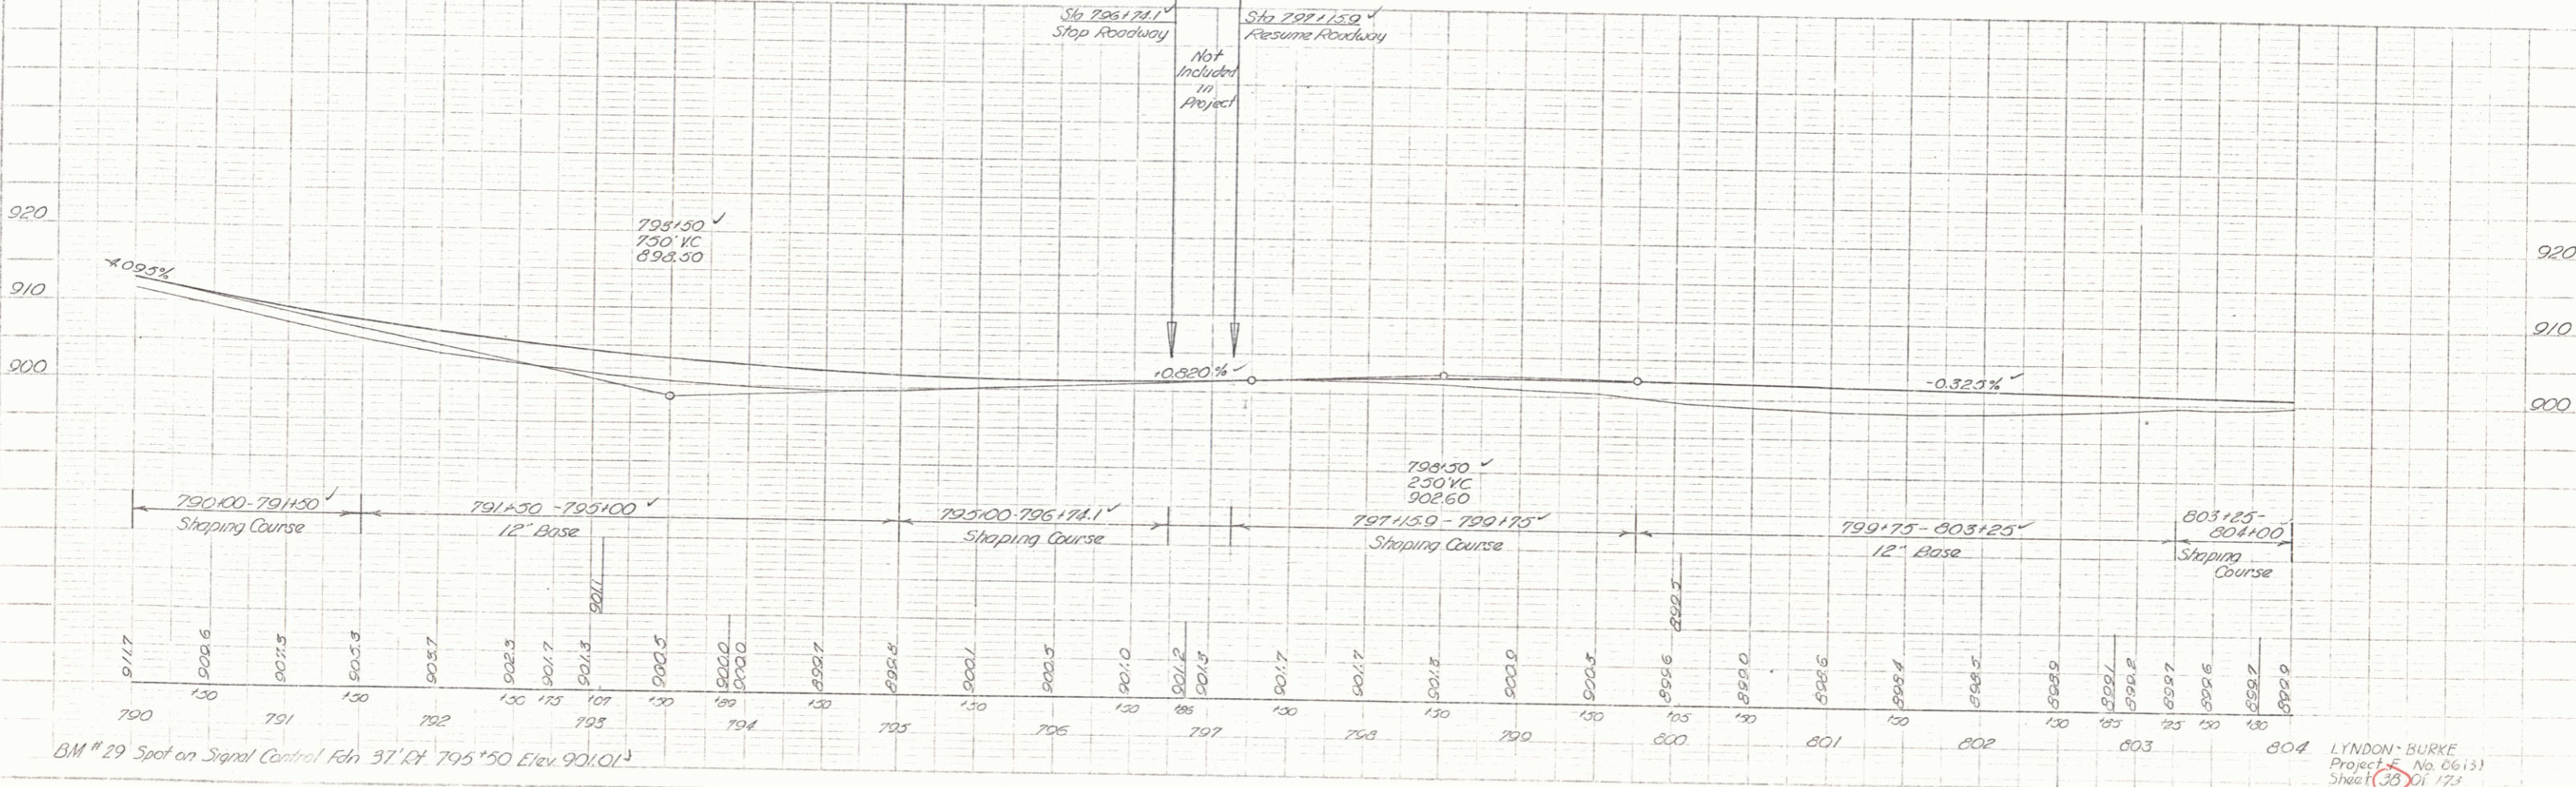 Sta 796+74.1 ✓
Stop Roadway
Sta 797+15.9 ✓
Resume Roadway
Not
Included
in
Project
920
910
900
920
910
900
-4.095%
793+50 ✓
750' V.C
898.50
+0.820% ✓
-0.325% ✓
798+50 ✓
250' VC
902.60
790+00-791+50 ✓
Shaping Course
791+50 - 795+00 ✓
12" Base
795+00-796+74.1 ✓
Shaping Course
797+15.9 - 799+75 ✓
Shaping Course
799+75 - 803+25 ✓
12" Base
803+25-
804+00
Shaping
Course
901.1
899.5
911.7 909.6 907.3 905.3 903.7 902.3 901.7 901.3 900.5 900.0 900.0 899.7 899.8 900.1 900.5 901.0 901.2 901.3 901.7 901.7 901.3 900.9 900.3 899.6 899.0 898.6 898.4 898.5 898.9 899.1 899.2 899.7 899.6 899.7 899.9
+50 +50 +50 +75 +07 +50 +89 +50 +50 +50 +86 +50 +50 +50 +05 +50 +50 +50 +85 +25 +50 +80
790 791 792 793 794 795 796 797 798 799 800 801 802 803 804
BM #29 Spot on Signal Control Fdn 37' Rt. 795+50 Elev. 901.01
LYNDON - BURKE
Project F No. 86(3)
Sheet 38 Of 173